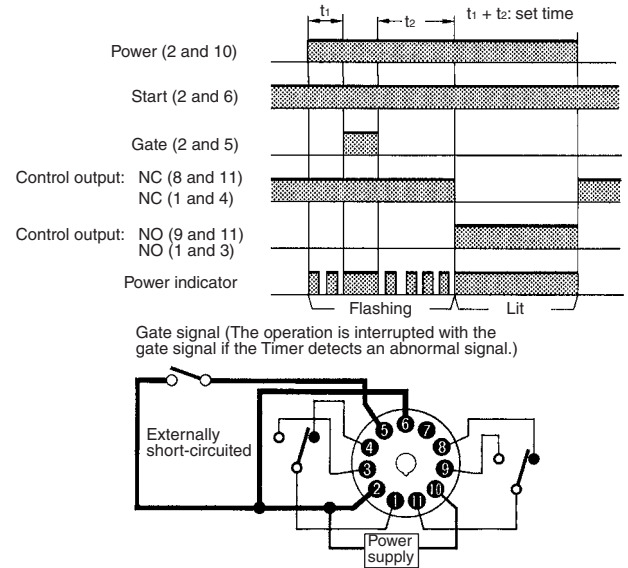 t1
t2
t1 + t2: set time
Power (2 and 10)
Start (2 and 6)
Gate (2 and 5)
Control output: NC (8 and 11)
NC (1 and 4)
Control output: NO (9 and 11)
NO (1 and 3)
Power indicator
Flashing
Lit
Gate signal (The operation is interrupted with the
gate signal if the Timer detects an abnormal signal.)
Externally
short-circuited
5 6 7
4 8
3 9
2 10
1 11
Power
supply